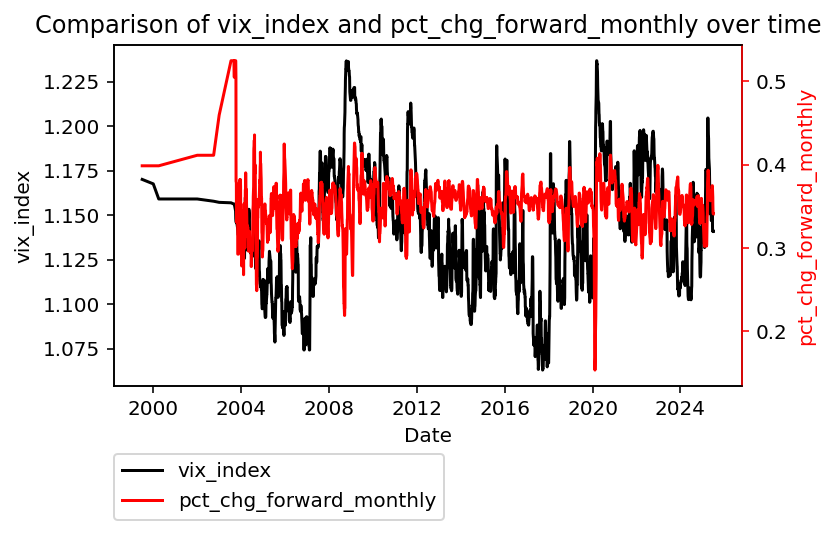 Comparison of vix_index and pct_chg_forward_monthly over time
vix_index
1.225
1.200
1.175
1.150
1.125
1.100
1.075
0.5
0.4
0.3
0.2
pct_chg_forward_monthly
2000 2004 2008 2012 2016 2020 2024
Date
vix_index
pct_chg_forward_monthly